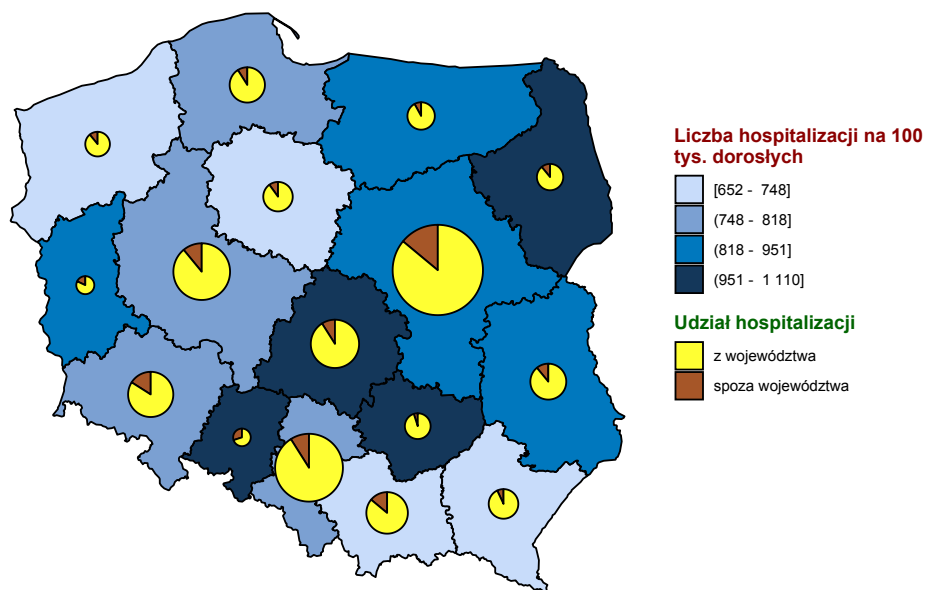 Liczba hospitalizacji na 100
tys. dorosłych
[652 - 748]
(748 - 818]
(818 - 951]
(951 - 1 110]
Udział hospitalizacji
z województwa
spoza województwa